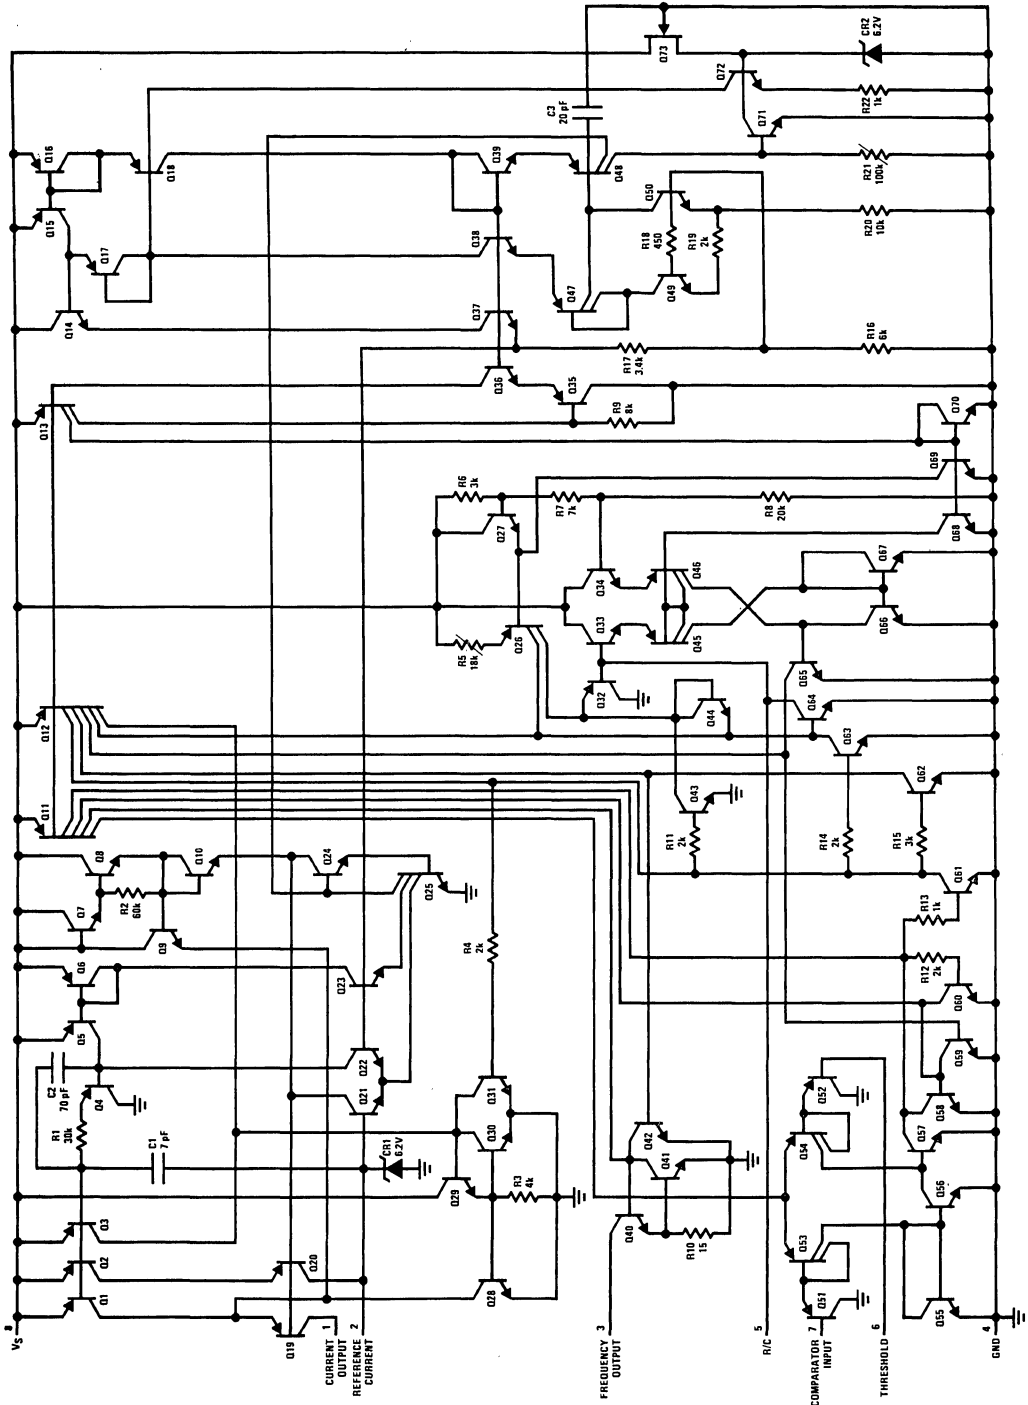 8
VS
Q1
Q2
Q3
R1
30k
C2
70 pF
Q4
Q5
Q6
Q7
Q8
R2
60k
Q9
Q10
Q11
Q12
Q13
Q14
Q15
Q16
Q17
Q18
C1
7 pF
Q19
Q20
Q21
Q22
Q23
Q24
Q25
CR1
6.2V
1
CURRENT
OUTPUT
2
REFERENCE
CURRENT
Q28
Q29
Q30
Q31
R3
4k
R4
2k
R5
18k
Q26
Q27
R6
3k
R7
7k
R8
20k
Q32
Q33
Q34
Q35
R9
8k
Q36
Q37
Q38
Q39
C3
20 pF
3
FREQUENCY
OUTPUT
Q40
Q41
Q42
R10
15
Q43
R11
2k
Q44
Q45
Q46
R17
3.4k
Q47
Q48
Q49
Q50
R18
450
R19
2k
Q73
5
R/C
7
COMPARATOR
INPUT
6
THRESHOLD
Q51
Q52
Q53
Q54
Q55
Q56
Q57
Q58
Q59
Q60
R12
2k
R13
1k
Q61
R14
2k
R15
3k
Q62
Q63
Q64
Q65
Q66
Q67
Q68
Q69
Q70
R16
6k
R20
10k
R21
100k
Q71
Q72
R22
1k
CR2
6.2V
4
GND